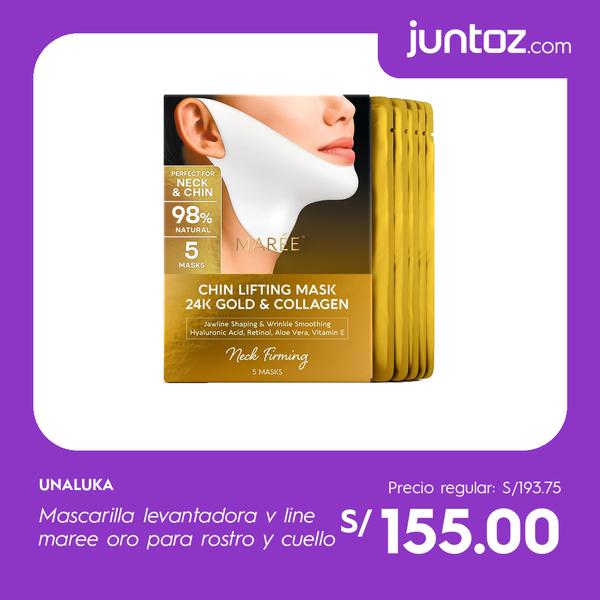 juntoz.com
PERFECT FOR
NECK
& CHIN
98%
NATURAL
5
MASKS
MARÉE®
CHIN LIFTING MASK
24K GOLD & COLLAGEN
Jawline Shaping & Wrinkle Smoothing
Hyaluronic Acid, Retinol, Aloe Vera, Vitamin E
Neck Firming
5 MASKS
UNALUKA
Mascarilla levantadora v line
maree oro para rostro y cuello
Precio regular: S/193.75
S/155.00